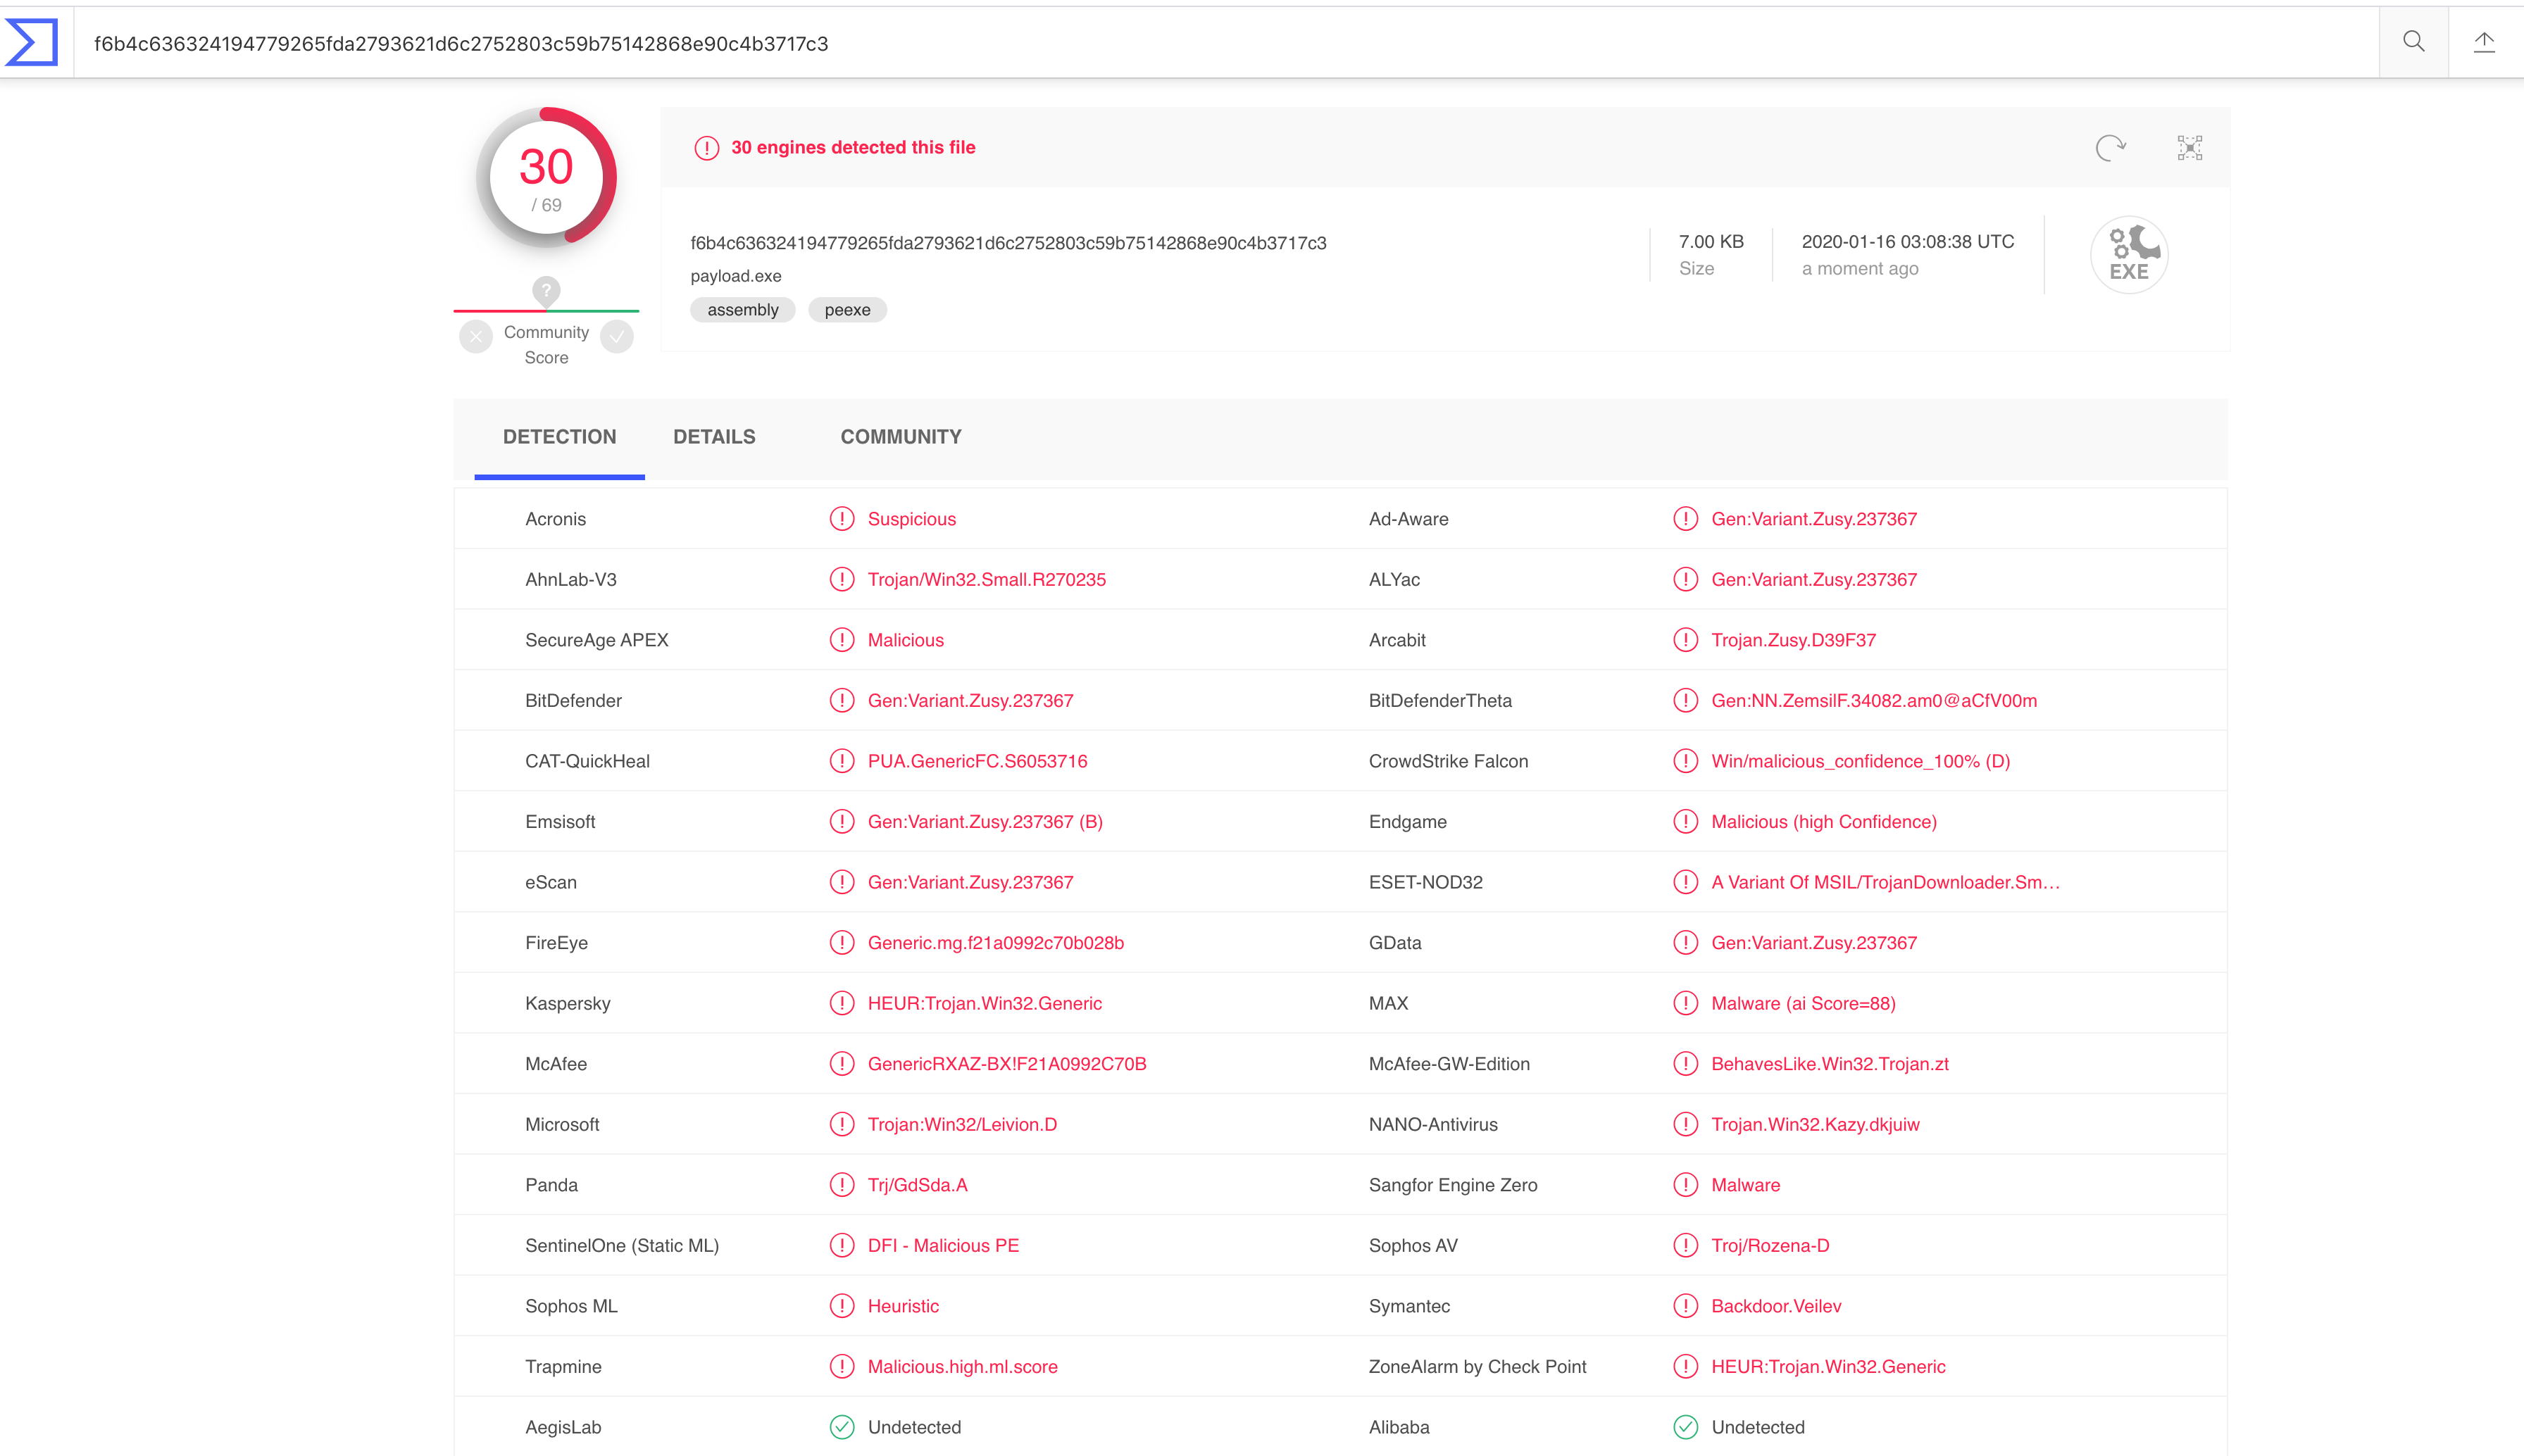 f6b4c636324194779265fda2793621d6c2752803c59b75142868e90c4b3717c3
30
/ 69
?
Community
Score
30 engines detected this file
f6b4c636324194779265fda2793621d6c2752803c59b75142868e90c4b3717c3
payload.exe
assembly peexe
7.00 KB
Size
2020-01-16 03:08:38 UTC
a moment ago
EXE
DETECTION DETAILS COMMUNITY
Acronis Suspicious Ad-Aware Gen:Variant.Zusy.237367
AhnLab-V3 Trojan/Win32.Small.R270235 ALYac Gen:Variant.Zusy.237367
SecureAge APEX Malicious Arcabit Trojan.Zusy.D39F37
BitDefender Gen:Variant.Zusy.237367 BitDefenderTheta Gen:NN.ZemsilF.34082.am0@aCfV00m
CAT-QuickHeal PUA.GenericFC.S6053716 CrowdStrike Falcon Win/malicious_confidence_100% (D)
Emsisoft Gen:Variant.Zusy.237367 (B) Endgame Malicious (high Confidence)
eScan Gen:Variant.Zusy.237367 ESET-NOD32 A Variant Of MSIL/TrojanDownloader.Sm…
FireEye Generic.mg.f21a0992c70b028b GData Gen:Variant.Zusy.237367
Kaspersky HEUR:Trojan.Win32.Generic MAX Malware (ai Score=88)
McAfee GenericRXAZ-BX!F21A0992C70B McAfee-GW-Edition BehavesLike.Win32.Trojan.zt
Microsoft Trojan:Win32/Leivion.D NANO-Antivirus Trojan.Win32.Kazy.dkjuiw
Panda Trj/GdSda.A Sangfor Engine Zero Malware
SentinelOne (Static ML) DFI - Malicious PE Sophos AV Troj/Rozena-D
Sophos ML Heuristic Symantec Backdoor.Veilev
Trapmine Malicious.high.ml.score ZoneAlarm by Check Point HEUR:Trojan.Win32.Generic
AegisLab Undetected Alibaba Undetected